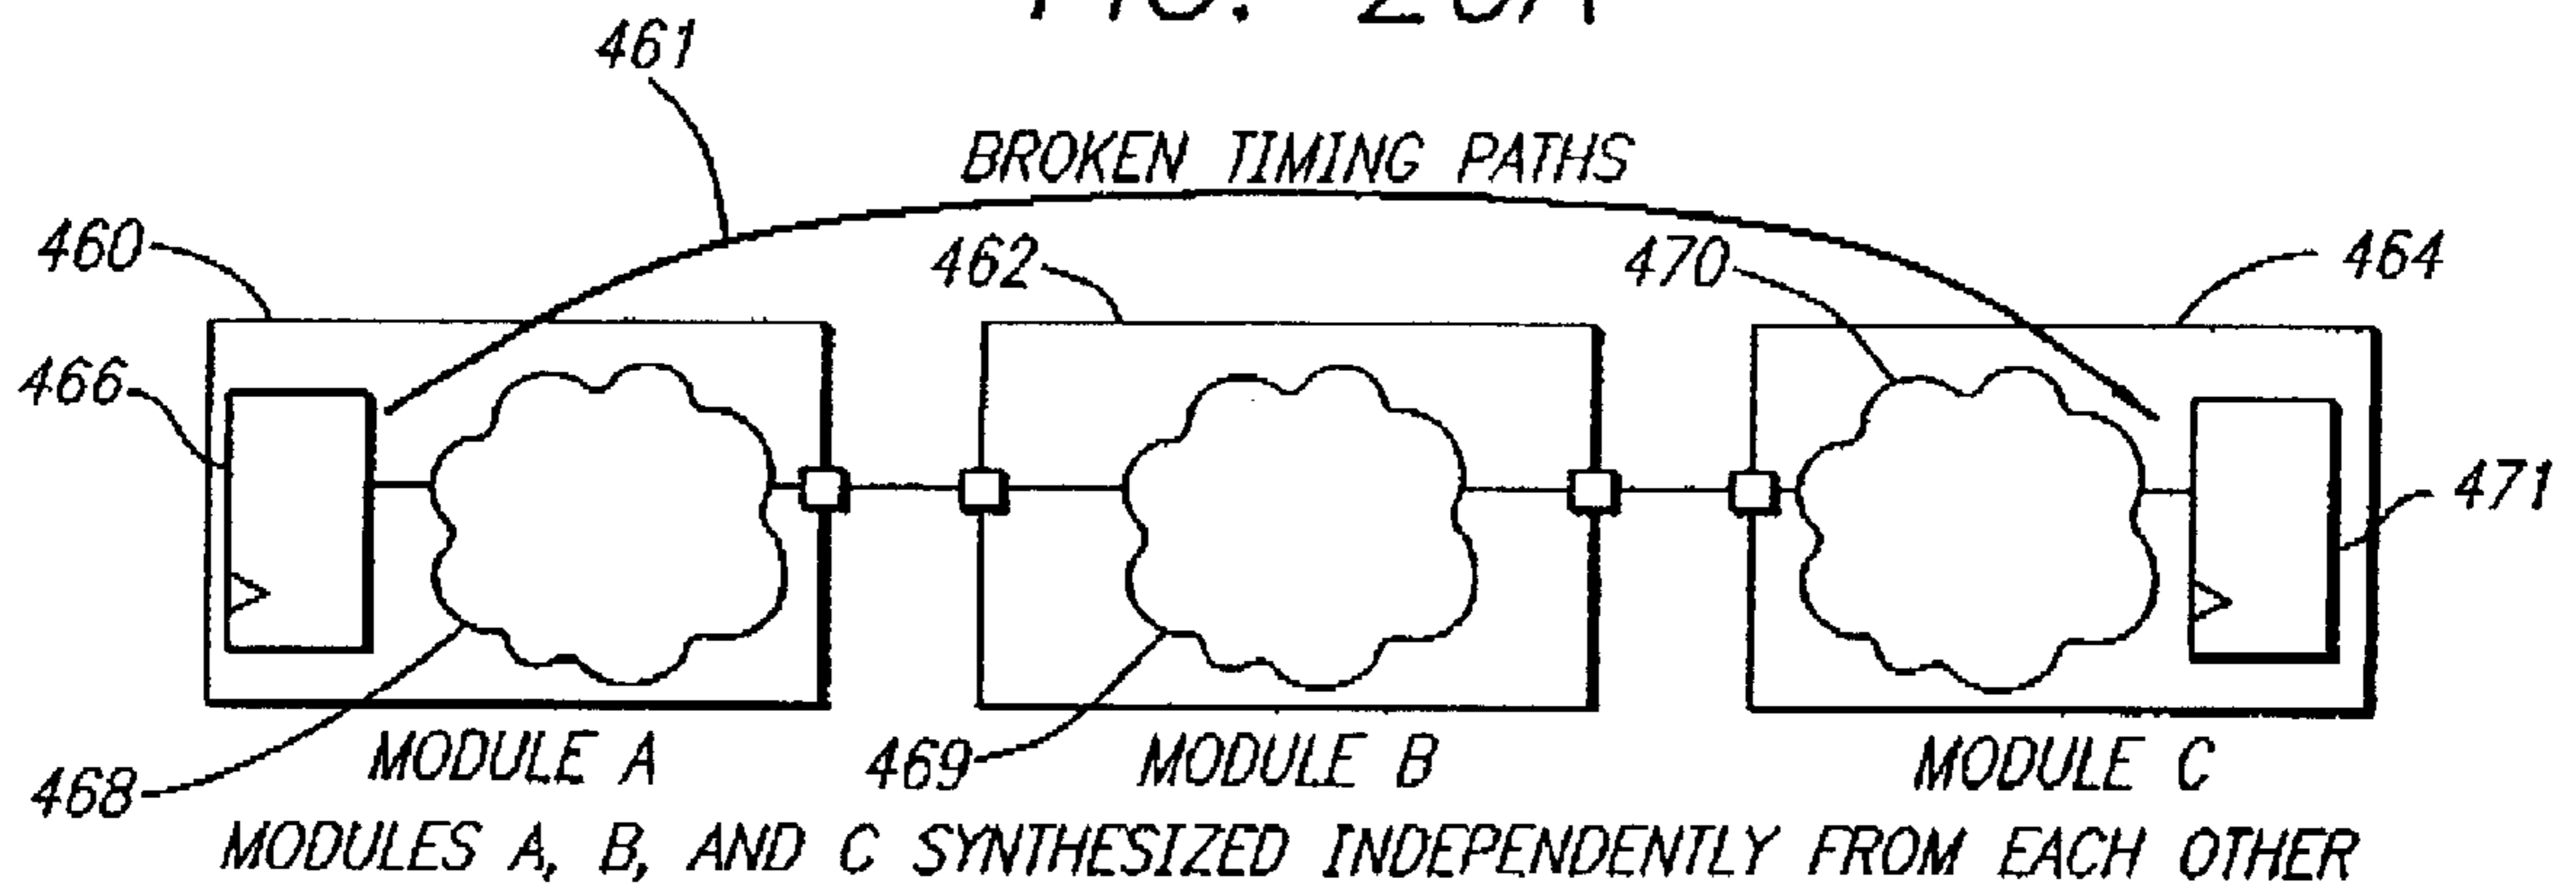 461
BROKEN TIMING PATHS
460
462
470
464
466
471
468
MODULE A
469
MODULE B
MODULE C
MODULES A, B, AND C SYNTHESIZED INDEPENDENTLY FROM EACH OTHER